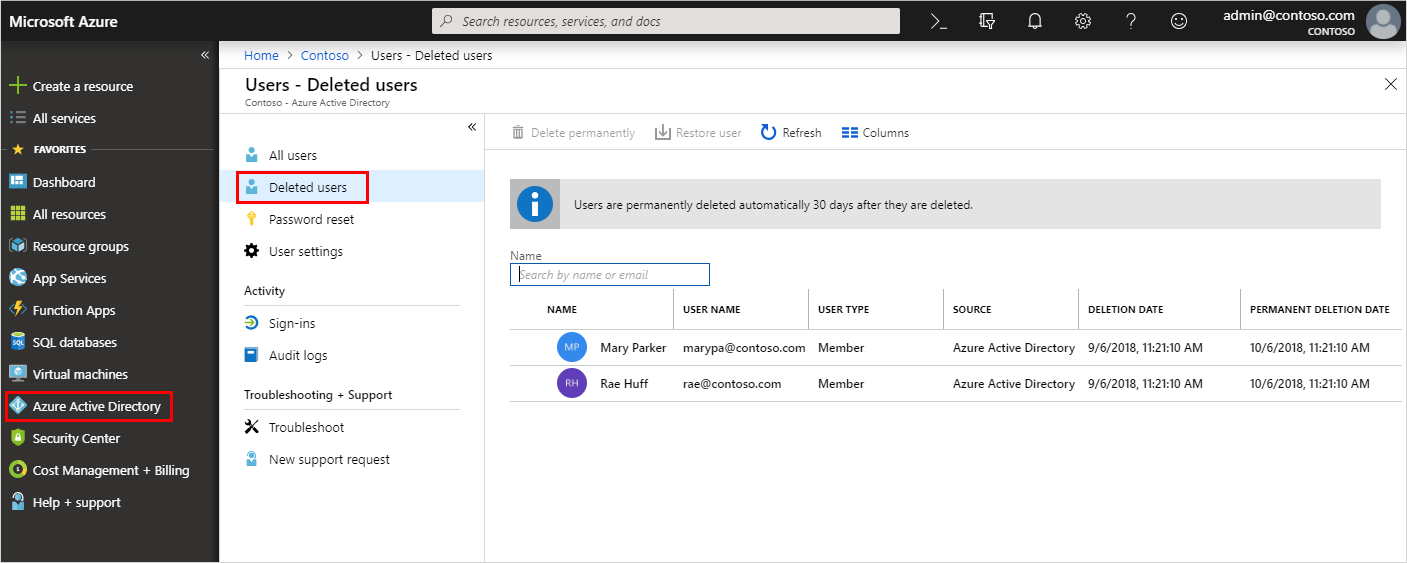 Microsoft Azure
Search resources, services, and docs
admin@contoso.com
CONTOSO
Create a resource
All services
FAVORITES
Dashboard
All resources
Resource groups
App Services
Function Apps
SQL databases
Virtual machines
Azure Active Directory
Security Center
Cost Management + Billing
Help + support
Home > Contoso > Users - Deleted users
Users - Deleted users
Contoso - Azure Active Directory
All users
Deleted users
Password reset
User settings
Activity
Sign-ins
Audit logs
Troubleshooting + Support
Troubleshoot
New support request
Delete permanently Restore user Refresh Columns
Users are permanently deleted automatically 30 days after they are deleted.
Name
Search by name or email
NAME USER NAME USER TYPE SOURCE DELETION DATE PERMANENT DELETION DATE
MP Mary Parker marypa@contoso.com Member Azure Active Directory 9/6/2018, 11:21:10 AM 10/6/2018, 11:21:10 AM
RH Rae Huff rae@contoso.com Member Azure Active Directory 9/6/2018, 11:21:10 AM 10/6/2018, 11:21:10 AM